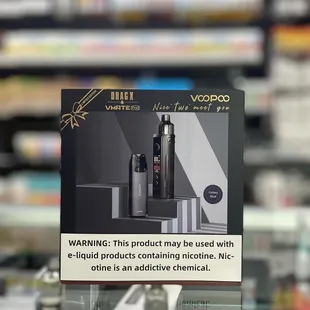 DRAG X
VOOPOO
&
VMATE
Nice two meet you
WARNING: This product may be used with
e-liquid products containing nicotine. Nic-
otine is an addictive chemical.